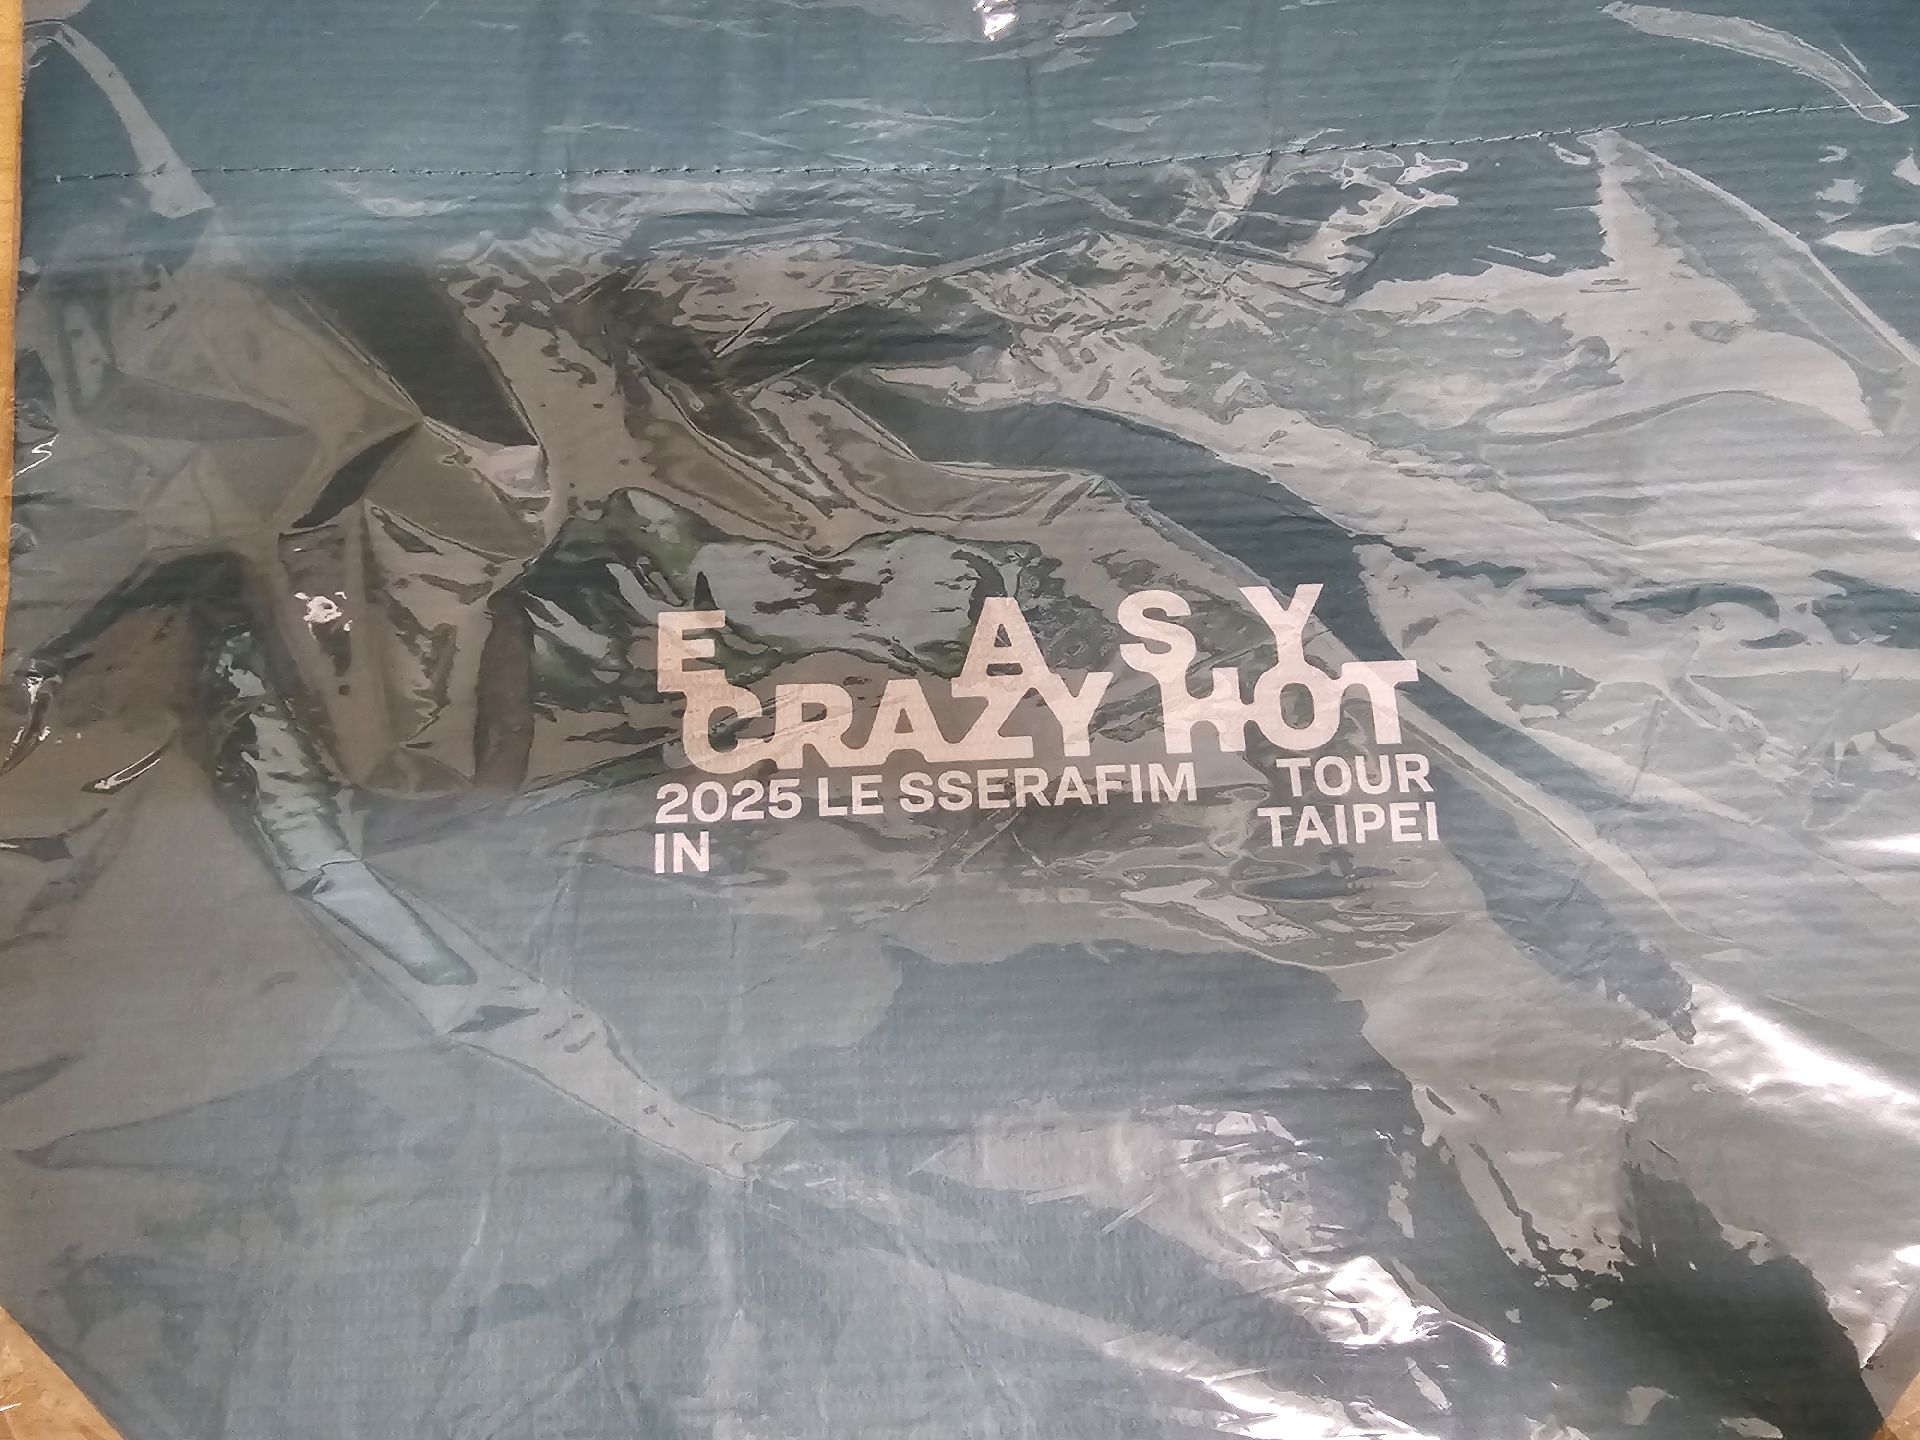 E A S Y
CRAZY HOT
2025 LE SSERAFIM TOUR
IN TAIPEI